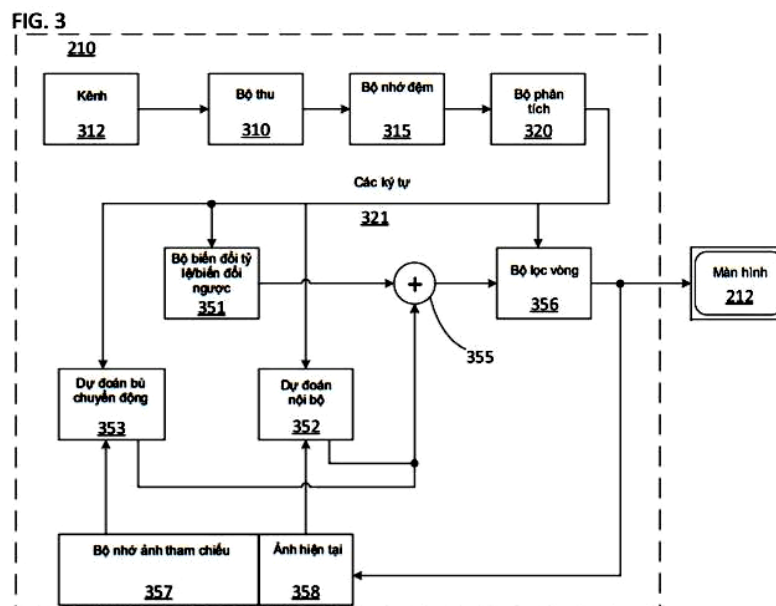 FIG. 3
210
Kênh
312
Bộ thu
310
Bộ nhớ đệm
315
Bộ phân
tích
320
Các ký tự
321
Bộ biến đổi tỷ
lệ/biến đổi
ngược
351
+
355
Bộ lọc vòng
356
Màn hình
212
Dự đoán bù
chuyển động
353
Dự đoán
nội bộ
352
Bộ nhớ ảnh tham chiếu
357
Ảnh hiện tại
358